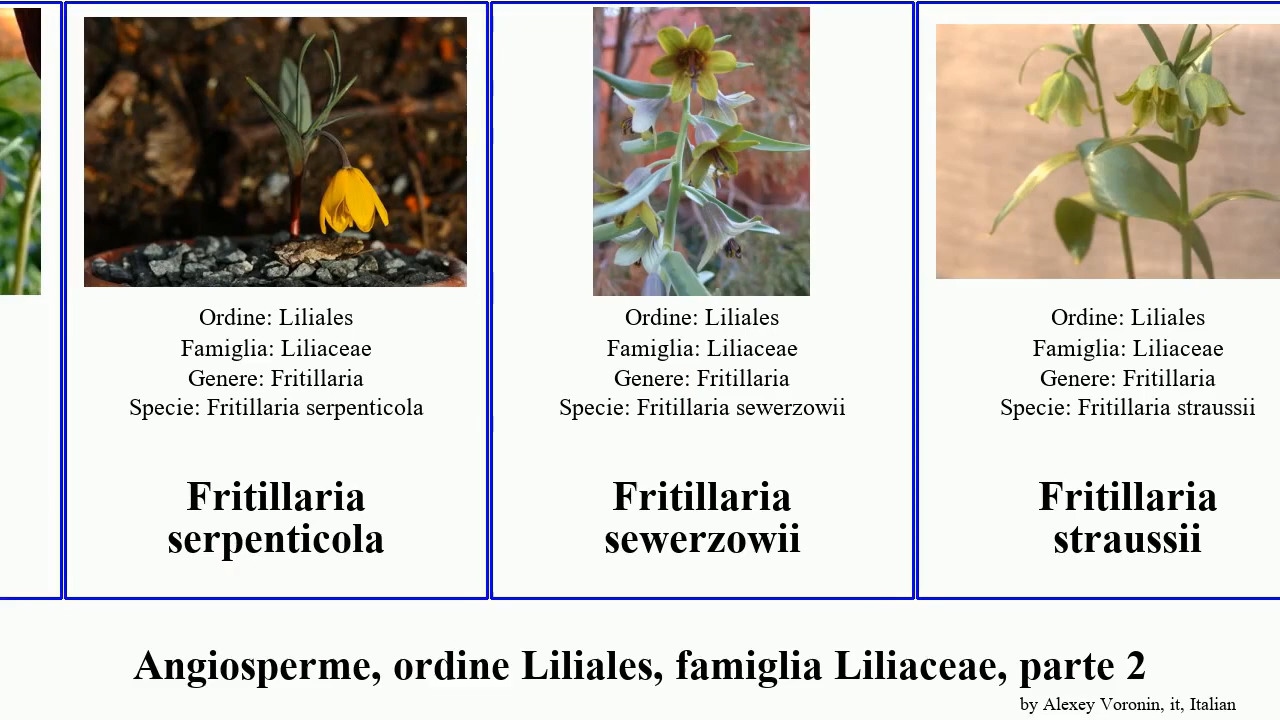 Ordine: Liliales
Famiglia: Liliaceae
Genere: Fritillaria
Specie: Fritillaria serpenticola
Fritillaria
serpenticola
Ordine: Liliales
Famiglia: Liliaceae
Genere: Fritillaria
Specie: Fritillaria sewerzowii
Fritillaria
sewerzowii
Ordine: Liliales
Famiglia: Liliaceae
Genere: Fritillaria
Specie: Fritillaria straussii
Fritillaria
straussii
Angiosperme, ordine Liliales, famiglia Liliaceae, parte 2
by Alexey Voronin, it, Italian